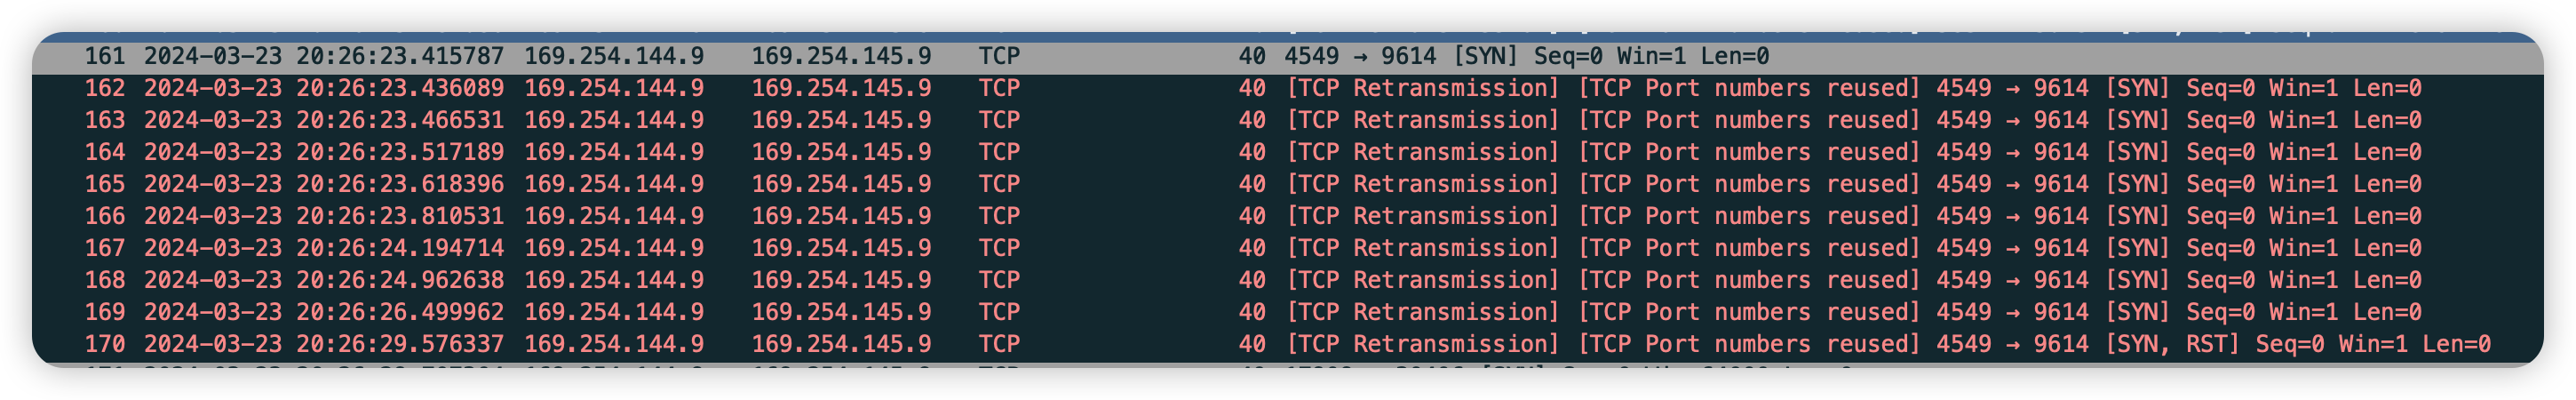 161 2024-03-23 20:26:23.415787 169.254.144.9 169.254.145.9 TCP 40 4549 → 9614 [SYN] Seq=0 Win=1 Len=0
162 2024-03-23 20:26:23.436089 169.254.144.9 169.254.145.9 TCP 40 [TCP Retransmission] [TCP Port numbers reused] 4549 → 9614 [SYN] Seq=0 Win=1 Len=0
163 2024-03-23 20:26:23.466531 169.254.144.9 169.254.145.9 TCP 40 [TCP Retransmission] [TCP Port numbers reused] 4549 → 9614 [SYN] Seq=0 Win=1 Len=0
164 2024-03-23 20:26:23.517189 169.254.144.9 169.254.145.9 TCP 40 [TCP Retransmission] [TCP Port numbers reused] 4549 → 9614 [SYN] Seq=0 Win=1 Len=0
165 2024-03-23 20:26:23.618396 169.254.144.9 169.254.145.9 TCP 40 [TCP Retransmission] [TCP Port numbers reused] 4549 → 9614 [SYN] Seq=0 Win=1 Len=0
166 2024-03-23 20:26:23.810531 169.254.144.9 169.254.145.9 TCP 40 [TCP Retransmission] [TCP Port numbers reused] 4549 → 9614 [SYN] Seq=0 Win=1 Len=0
167 2024-03-23 20:26:24.194714 169.254.144.9 169.254.145.9 TCP 40 [TCP Retransmission] [TCP Port numbers reused] 4549 → 9614 [SYN] Seq=0 Win=1 Len=0
168 2024-03-23 20:26:24.962638 169.254.144.9 169.254.145.9 TCP 40 [TCP Retransmission] [TCP Port numbers reused] 4549 → 9614 [SYN] Seq=0 Win=1 Len=0
169 2024-03-23 20:26:26.499962 169.254.144.9 169.254.145.9 TCP 40 [TCP Retransmission] [TCP Port numbers reused] 4549 → 9614 [SYN] Seq=0 Win=1 Len=0
170 2024-03-23 20:26:29.576337 169.254.144.9 169.254.145.9 TCP 40 [TCP Retransmission] [TCP Port numbers reused] 4549 → 9614 [SYN, RST] Seq=0 Win=1 Len=0